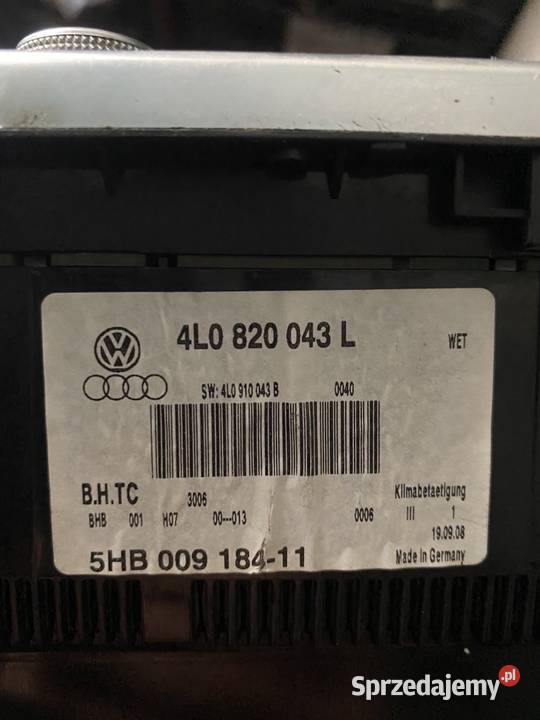 4L0 820 043 L WET
SW: 4L0 910 043 B 0040
B.H.TC 3006 Klimabetaetigung
BHB 001 H07 00---013 0006 III 1
19.09.08
5HB 009 184-11 Made in Germany
Sprzedajemy.pl